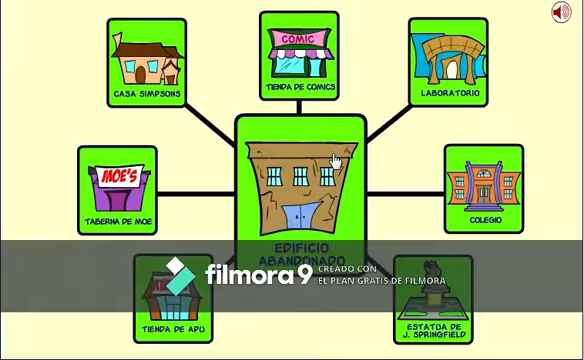 COMIC
CASA SIMPSONS
TIENDA DE COMICS
LABORATORIO
MOE'S
TABERNA DE MOE
COLEGIO
EDIFICIO
ABANDONADO
filmora9
CREADO CON
EL PLAN GRATIS DE FILMORA
TIENDA DE APU
ESTATUA DE
J. SPRINGFIELD